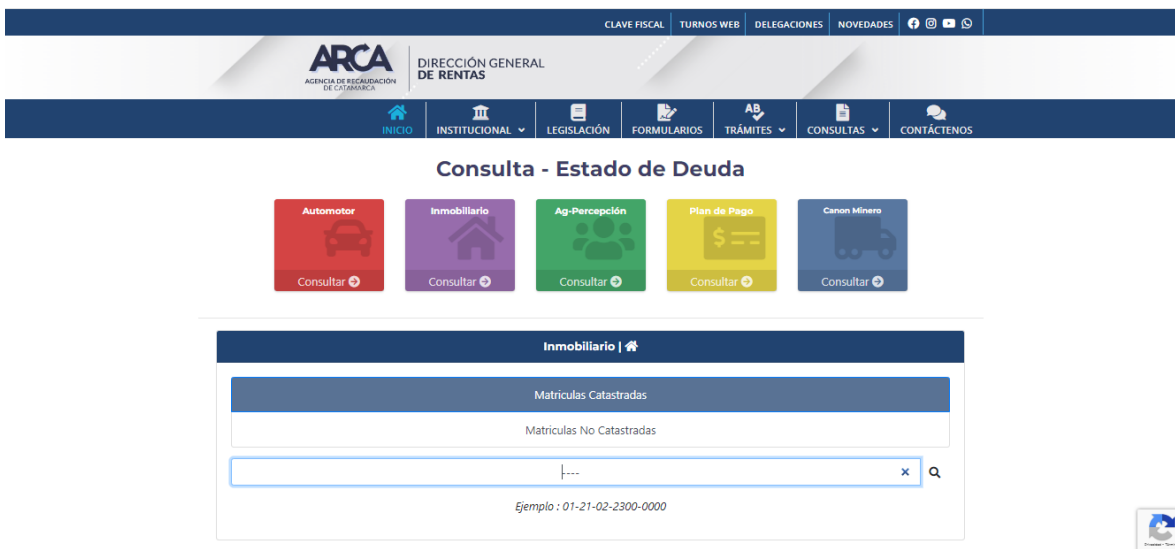 CLAVE FISCAL TURNOS WEB DELEGACIONES NOVEDADES
ARCA
AGENCIA DE RECAUDACIÓN
DE CATAMARCA
DIRECCIÓN GENERAL
DE RENTAS
INICIO INSTITUCIONAL LEGISLACIÓN FORMULARIOS TRÁMITES CONSULTAS CONTÁCTENOS
Consulta - Estado de Deuda
Automotor Inmobiliario Ag-Percepción Plan de Pago Canon Minero
Consultar Consultar Consultar Consultar Consultar
Inmobiliario |
Matriculas Catastradas
Matriculas No Catastradas
----
Ejemplo : 01-21-02-2300-0000